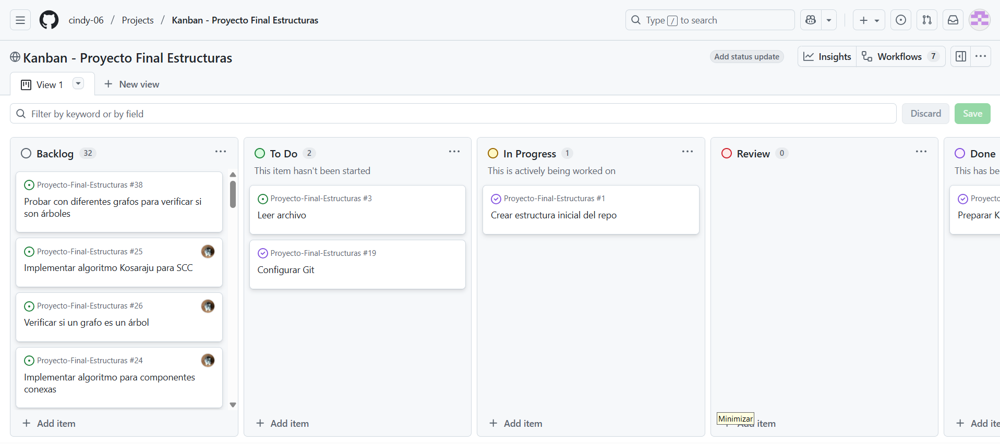 cindy-06 / Projects / Kanban - Proyecto Final Estructuras
Type / to search
Kanban - Proyecto Final Estructuras
Add status update
Insights
Workflows 7
View 1
New view
Filter by keyword or by field
Discard
Save
Backlog 32
Proyecto-Final-Estructuras #38
Probar con diferentes grafos para verificar si
son árboles
Proyecto-Final-Estructuras #25
Implementar algoritmo Kosaraju para SCC
Proyecto-Final-Estructuras #26
Verificar si un grafo es un árbol
Proyecto-Final-Estructuras #24
Implementar algoritmo para componentes
conexas
Add item
To Do 2
This item hasn't been started
Proyecto-Final-Estructuras #3
Leer archivo
Proyecto-Final-Estructuras #19
Configurar Git
Add item
In Progress 1
This is actively being worked on
Proyecto-Final-Estructuras #1
Crear estructura inicial del repo
Add item
Review 0
Minimizar
item
Done
This has be
Proyecto
Preparar K
Add ite